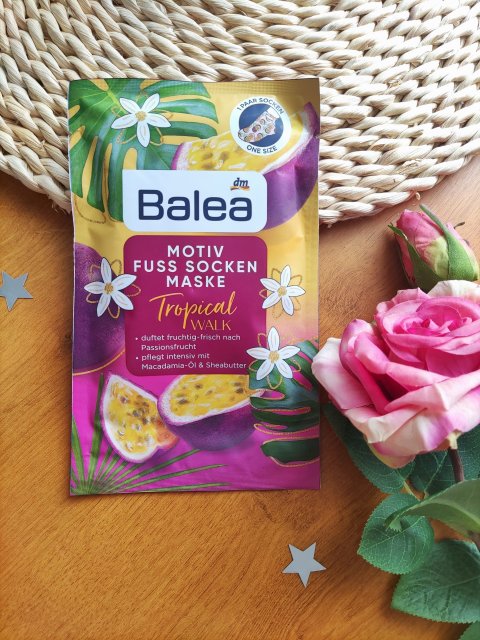 1 PAAR SOCKEN
ONE SIZE
dm
Balea
MOTIV
FUSS SOCKEN
MASKE
Tropical
WALK
• duftet fruchtig-frisch nach
Passionsfrucht
• pflegt intensiv mit
Macadamia-Öl & Sheabutter